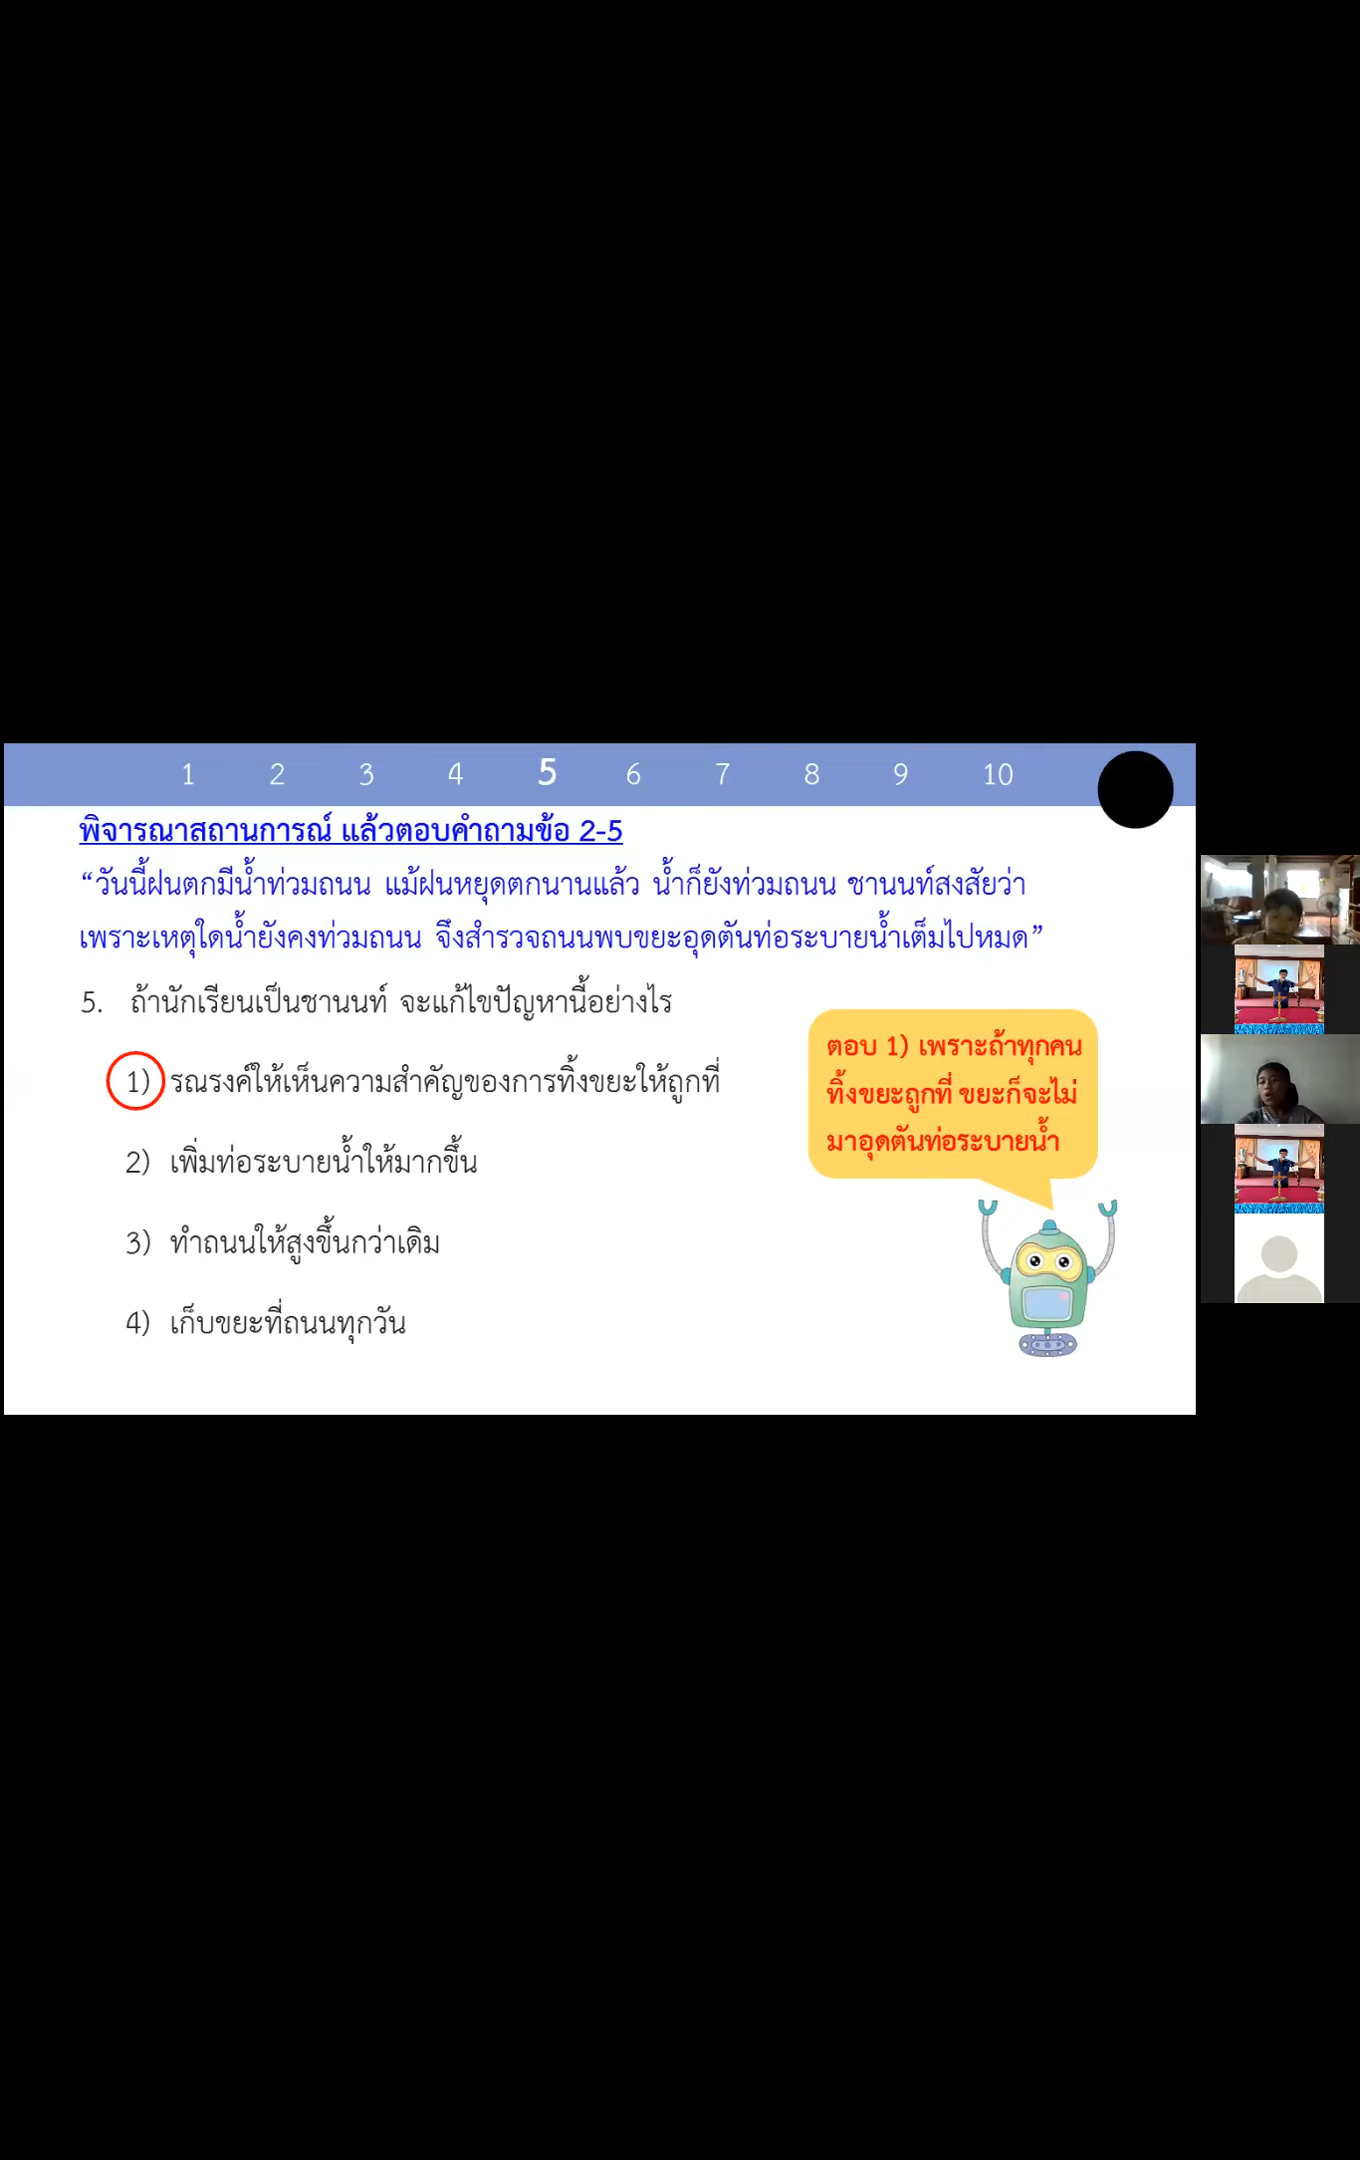 1 2 3 4 5 6 7 8 9 10
พิจารณาสถานการณ์ แล้วตอบคำถามข้อ 2-5
“วันนี้ฝนตกมีน้ำท่วมถนน แม้ฝนหยุดตกนานแล้ว น้ำก็ยังท่วมถนน ชานนท์สงสัยว่า
เพราะเหตุใดน้ำยังคงท่วมถนน จึงสำรวจถนนพบขยะอุดตันท่อระบายน้ำเต็มไปหมด”
5. ถ้านักเรียนเป็นชานนท์ จะแก้ไขปัญหานี้อย่างไร
1) รณรงค์ให้เห็นความสำคัญของการทิ้งขยะให้ถูกที่
2) เพิ่มท่อระบายน้ำให้มากขึ้น
3) ทำถนนให้สูงขึ้นกว่าเดิม
4) เก็บขยะที่ถนนทุกวัน
ตอบ 1) เพราะถ้าทุกคน
ทิ้งขยะถูกที่ ขยะก็จะไม่
มาอุดตันท่อระบายน้ำ